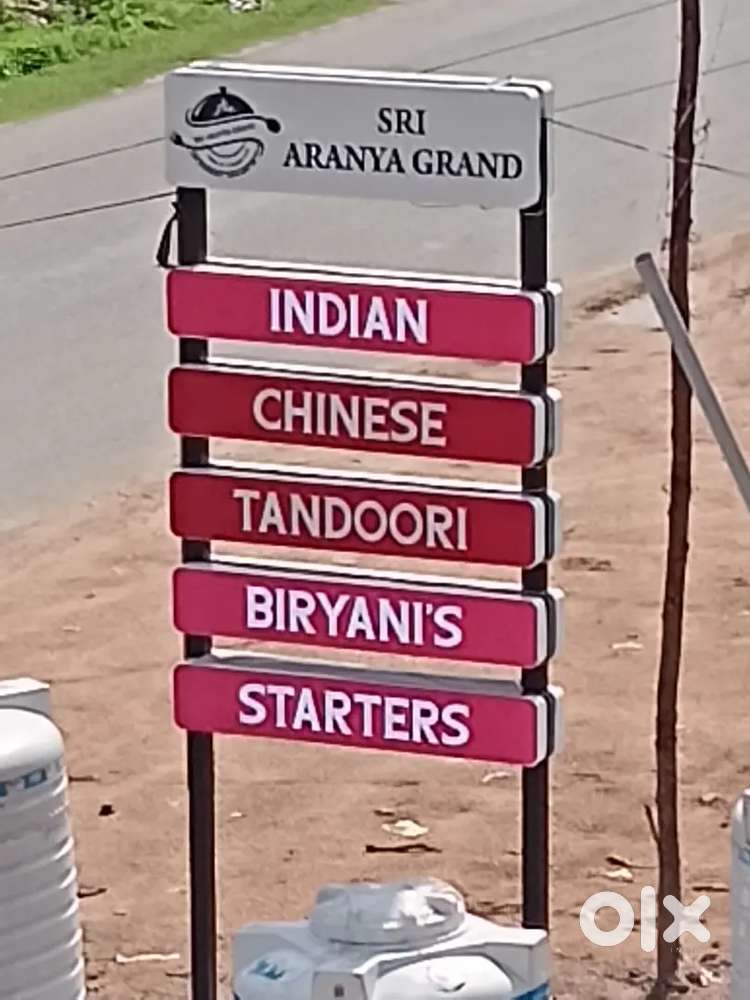 SRI
ARANYA GRAND
INDIAN
CHINESE
TANDOORI
BIRYANI'S
STARTERS
olx